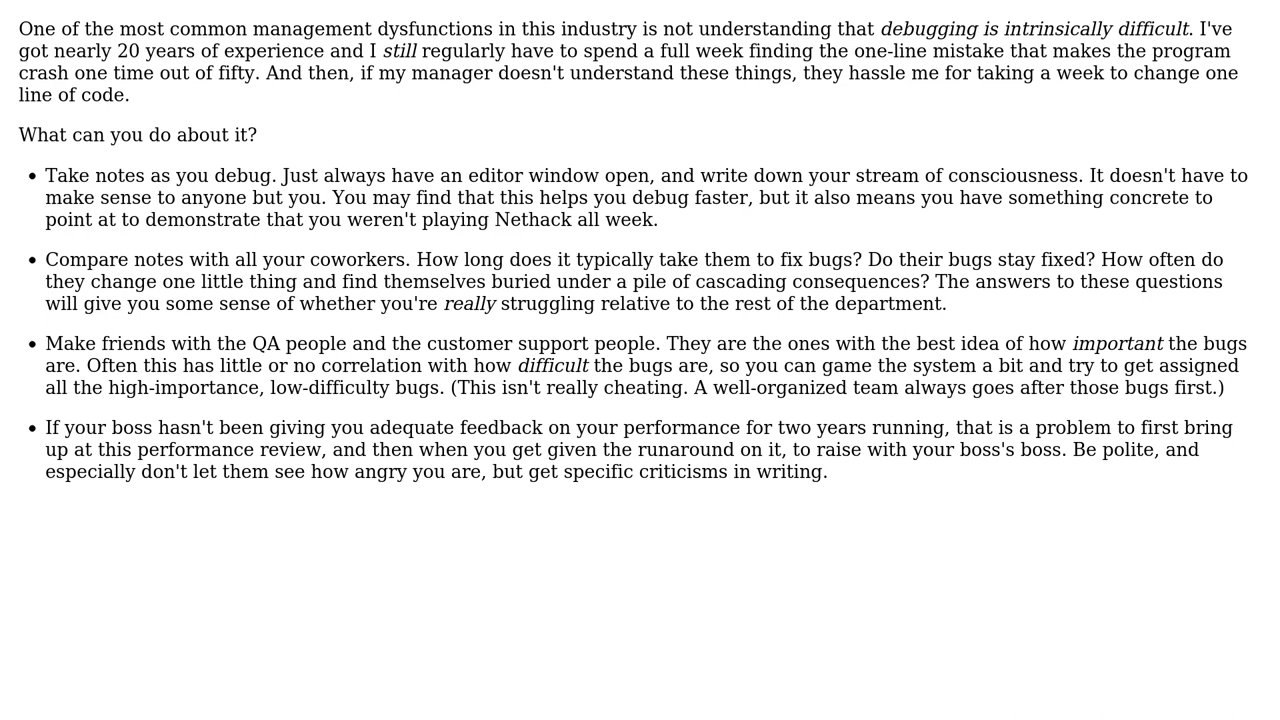 One of the most common management dysfunctions in this industry is not understanding that debugging is intrinsically difficult. I've
got nearly 20 years of experience and I still regularly have to spend a full week finding the one-line mistake that makes the program
crash one time out of fifty. And then, if my manager doesn't understand these things, they hassle me for taking a week to change one
line of code.
What can you do about it?
• Take notes as you debug. Just always have an editor window open, and write down your stream of consciousness. It doesn't have to
make sense to anyone but you. You may find that this helps you debug faster, but it also means you have something concrete to
point at to demonstrate that you weren't playing Nethack all week.
• Compare notes with all your coworkers. How long does it typically take them to fix bugs? Do their bugs stay fixed? How often do
they change one little thing and find themselves buried under a pile of cascading consequences? The answers to these questions
will give you some sense of whether you're really struggling relative to the rest of the department.
• Make friends with the QA people and the customer support people. They are the ones with the best idea of how important the bugs
are. Often this has little or no correlation with how difficult the bugs are, so you can game the system a bit and try to get assigned
all the high-importance, low-difficulty bugs. (This isn't really cheating. A well-organized team always goes after those bugs first.)
• If your boss hasn't been giving you adequate feedback on your performance for two years running, that is a problem to first bring
up at this performance review, and then when you get given the runaround on it, to raise with your boss's boss. Be polite, and
especially don't let them see how angry you are, but get specific criticisms in writing.